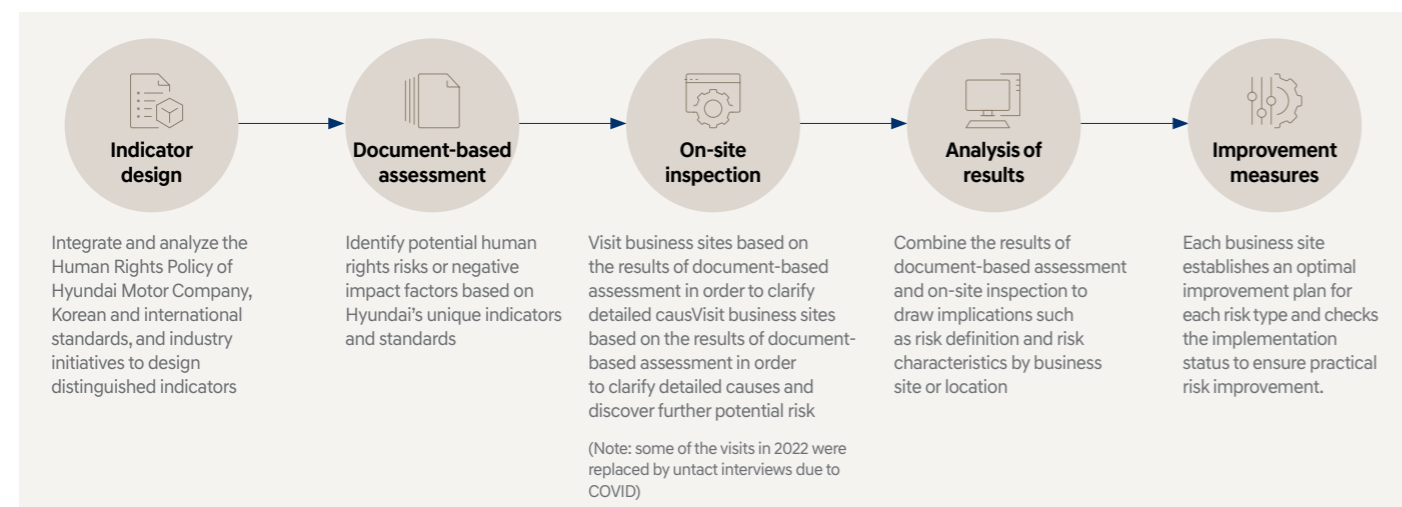 Indicator
design
Integrate and analyze the
Human Rights Policy of
Hyundai Motor Company,
Korean and international
standards, and industry
initiatives to design
distinguished indicators
Document-based
assessment
Identify potential human
rights risks or negative
impact factors based on
Hyundai's unique indicators
and standards
On-site
inspection
Visit business sites based on
the results of document-based
assessment in order to clarify
detailed causVisit business sites
based on the results of document-
based assessment in order
to clarify detailed causes and
discover further potential risk
(Note: some of the visits in 2022 were
replaced by untact interviews due to
COVID)
Analysis of
results
Combine the results of
document-based assessment
and on-site inspection to
draw implications such
as risk definition and risk
characteristics by business
site or location
Improvement
measures
Each business site
establishes an optimal
improvement plan for
each risk type and checks
the implementation
status to ensure practical
risk improvement.